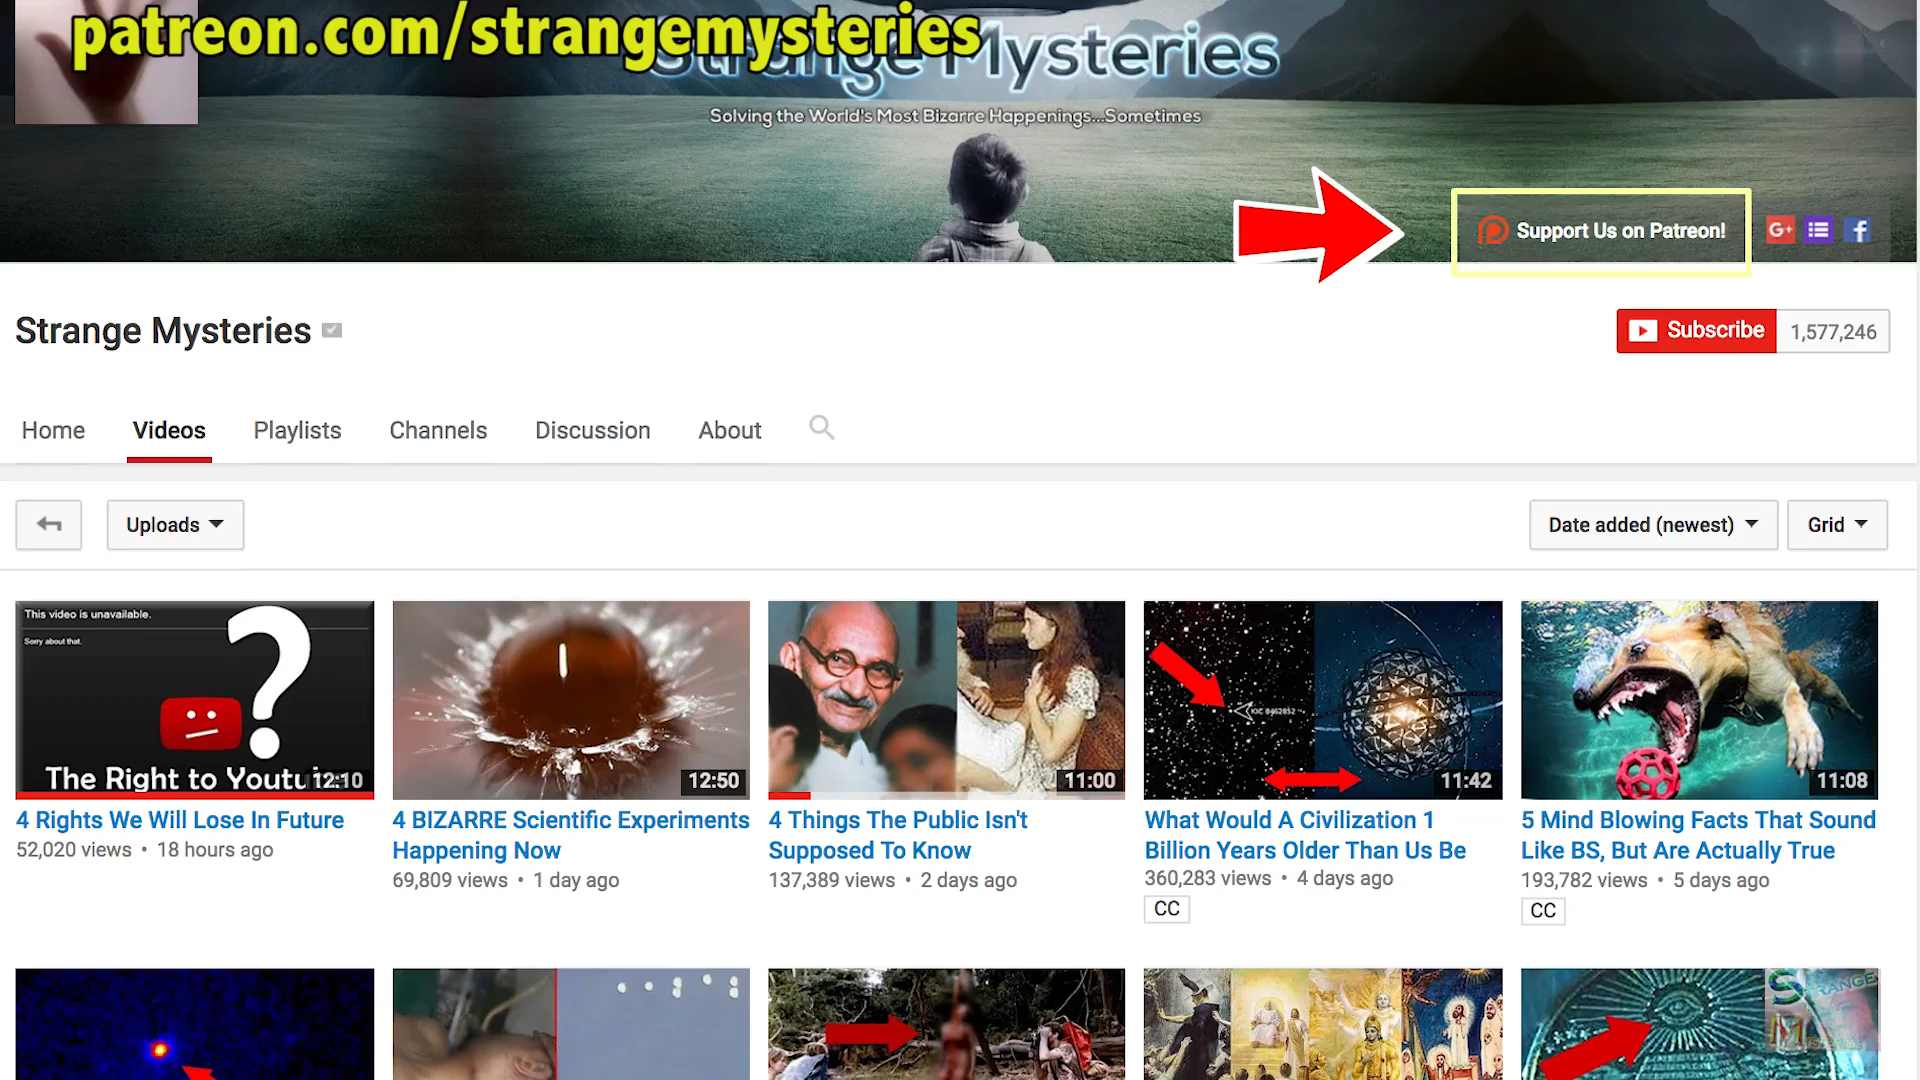 patreon.com/strangemysteries
Strange Mysteries
Solving the World's Most Bizarre Happenings...Sometimes
Support Us on Patreon!
G+
f
Strange Mysteries
Subscribe 1,577,246
Home Videos Playlists Channels Discussion About
Uploads
Date added (newest) Grid
This video is unavailable.
Sorry about that.
?
The Right to Youtu
12:10
12:50
11:00
KIC 8462852
11:42
11:08
4 Rights We Will Lose In Future
52,020 views • 18 hours ago
4 BIZARRE Scientific Experiments
Happening Now
69,809 views • 1 day ago
4 Things The Public Isn't
Supposed To Know
137,389 views • 2 days ago
What Would A Civilization 1
Billion Years Older Than Us Be
360,283 views • 4 days ago
CC
5 Mind Blowing Facts That Sound
Like BS, But Are Actually True
193,782 views • 5 days ago
CC
STRANGE
MYSTERIES